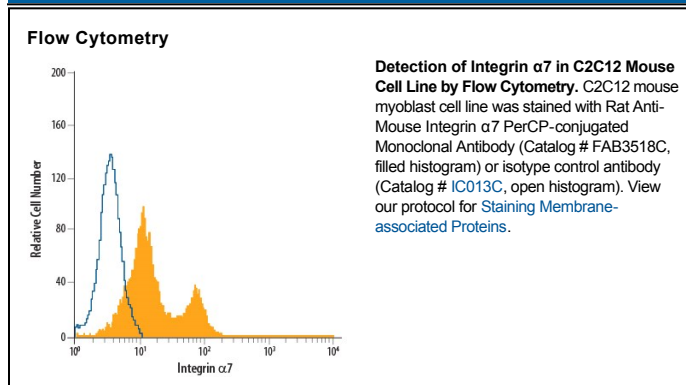 Flow Cytometry
Detection of Integrin α7 in C2C12 Mouse
Cell Line by Flow Cytometry. C2C12 mouse
myoblast cell line was stained with Rat Anti-
Mouse Integrin α7 PerCP-conjugated
Monoclonal Antibody (Catalog # FAB3518C,
filled histogram) or isotype control antibody
(Catalog # IC013C, open histogram). View
our protocol for Staining Membrane-
associated Proteins.
Relative Cell Number
200
160
120
80
40
0
10⁰ 10¹ 10² 10³ 10⁴
Integrin α7